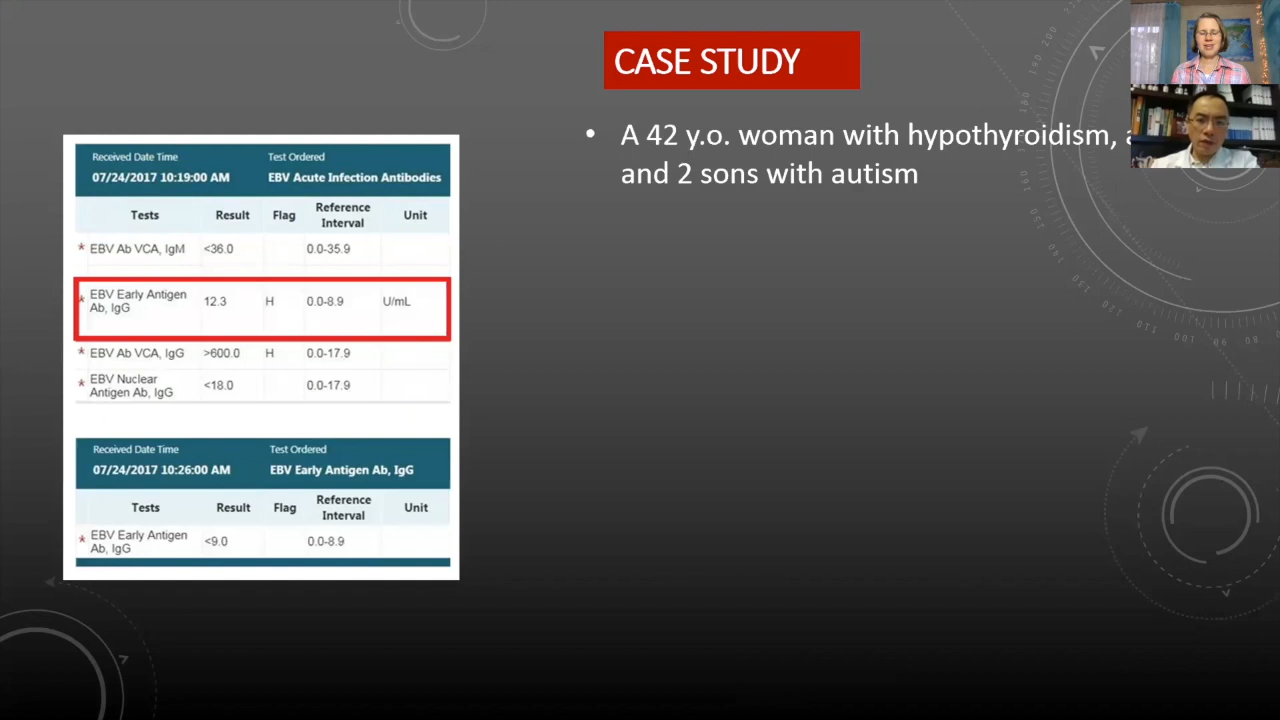 CASE STUDY
• A 42 y.o. woman with hypothyroidism,
and 2 sons with autism
Received Date Time Test Ordered
07/24/2017 10:19:00 AM EBV Acute Infection Antibodies
Tests Result Flag Reference Interval Unit
* EBV Ab VCA, IgM <36.0 0.0-35.9
* EBV Early Antigen Ab, IgG 12.3 H 0.0-8.9 U/mL
* EBV Ab VCA, IgG >600.0 H 0.0-17.9
* EBV Nuclear Antigen Ab, IgG <18.0 0.0-17.9
Received Date Time Test Ordered
07/24/2017 10:26:00 AM EBV Early Antigen Ab, IgG
Tests Result Flag Reference Interval Unit
* EBV Early Antigen Ab, IgG <9.0 0.0-8.9